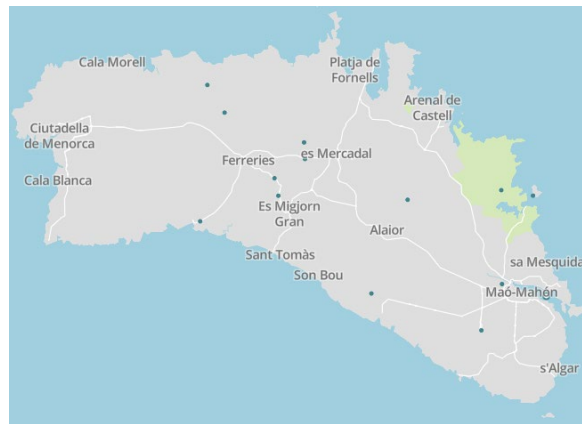 Cala Morell
Platja de
Fornells
Arenal de
Castell
Ciutadella
de Menorca
Ferreries
es Mercadal
Cala Blanca
Es Migjorn
Gran
Alaior
Sant Tomàs
sa Mesquida
Son Bou
Maó-Mahón
s'Algar